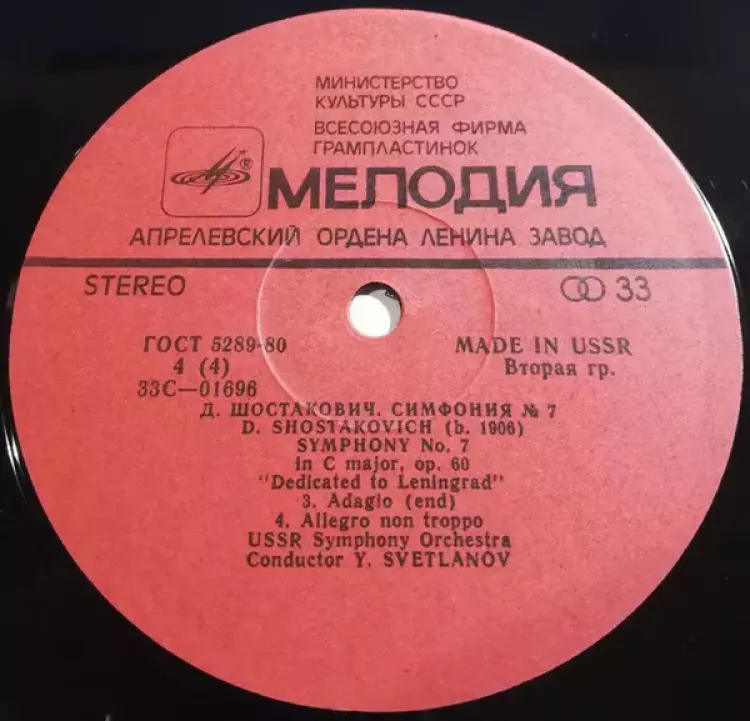 МИНИСТЕРСТВО
КУЛЬТУРЫ СССР
ВСЕСОЮЗНАЯ ФИРМА
ГРАМПЛАСТИНОК
®
МЕЛОДИЯ
АПРЕЛЕВСКИЙ ОРДЕНА ЛЕНИНА ЗАВОД
STEREO 33
ГОСТ 5289-80 MADE IN USSR
4 (4) Вторая гр.
33С—01696
Д. ШОСТАКОВИЧ. СИМФОНИЯ № 7
D. SHOSTAKOVICH (b. 1906)
SYMPHONY No. 7
in C major, op. 60
"Dedicated to Leningrad"
3. Adagio (end)
4. Allegro non troppo
USSR Symphony Orchestra
Conductor Y. SVETLANOV